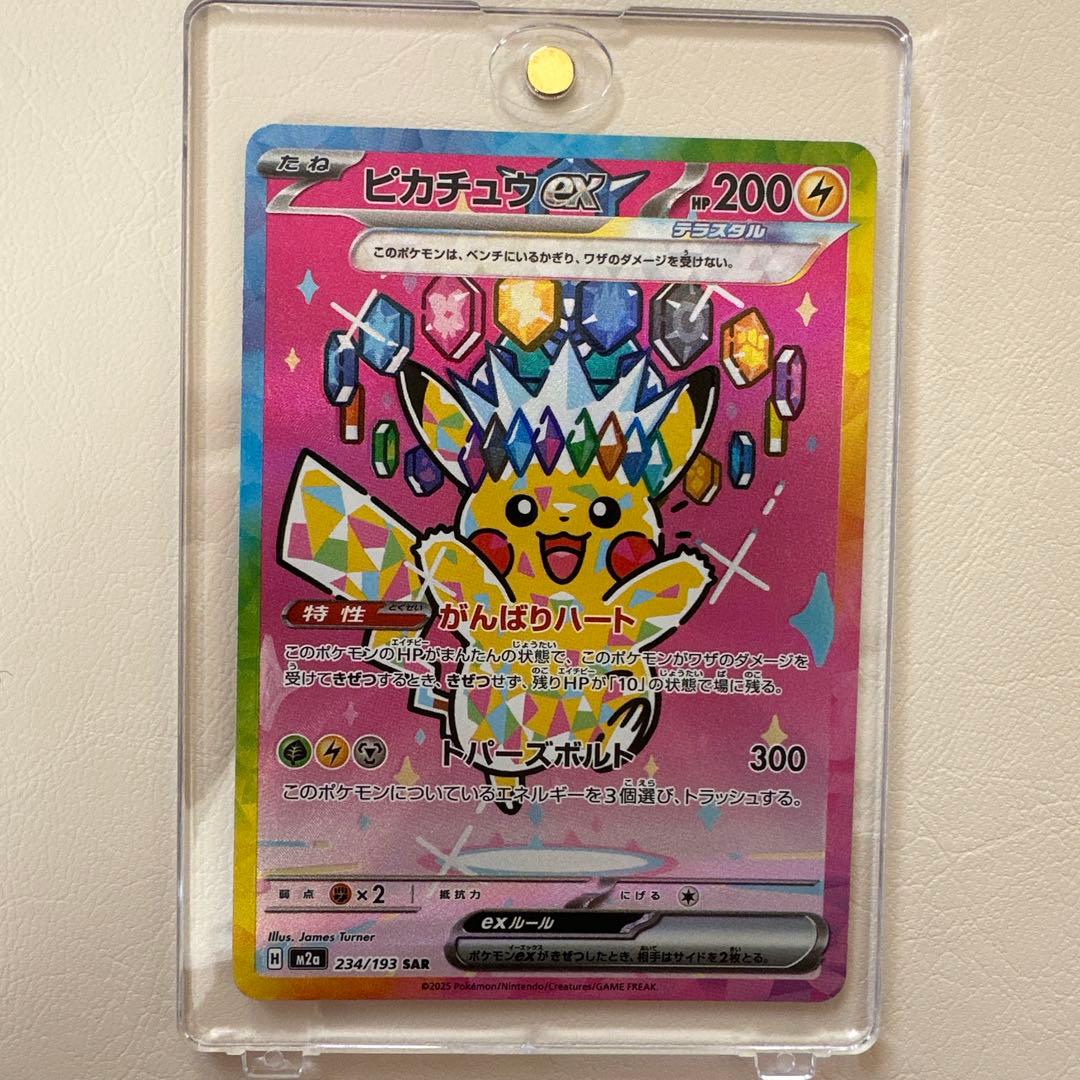 たね ピカチュウex HP200
テラスタル
このポケモンは、ベンチにいるかぎり、ワザのダメージを受けない。
特性 とくせい がんばりハート
このポケモンのHPがまんたんの状態で、このポケモンがワザのダメージを
受けてきぜつするとき、きぜつせず、残りHPが「10」の状態で場に残る。
トパーズボルト 300
このポケモンについているエネルギーを3個選び、トラッシュする。
弱点 ×2 抵抗力 にげる
exルール
ポケモンexがきぜつしたとき、相手はサイドを2枚とる。
Illus. James Turner
H m2a 234/193 SAR
©2025 Pokémon/Nintendo/Creatures/GAME FREAK.